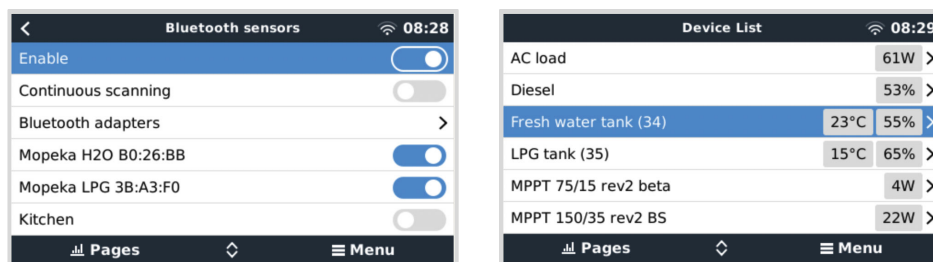 Bluetooth sensors 08:28
Enable
Continuous scanning
Bluetooth adapters
Mopeka H2O B0:26:BB
Mopeka LPG 3B:A3:F0
Kitchen
Pages Menu
Device List 08:29
AC load 61W
Diesel 53%
Fresh water tank (34) 23°C 55%
LPG tank (35) 15°C 65%
MPPT 75/15 rev2 beta 4W
MPPT 150/35 rev2 BS 22W
Pages Menu